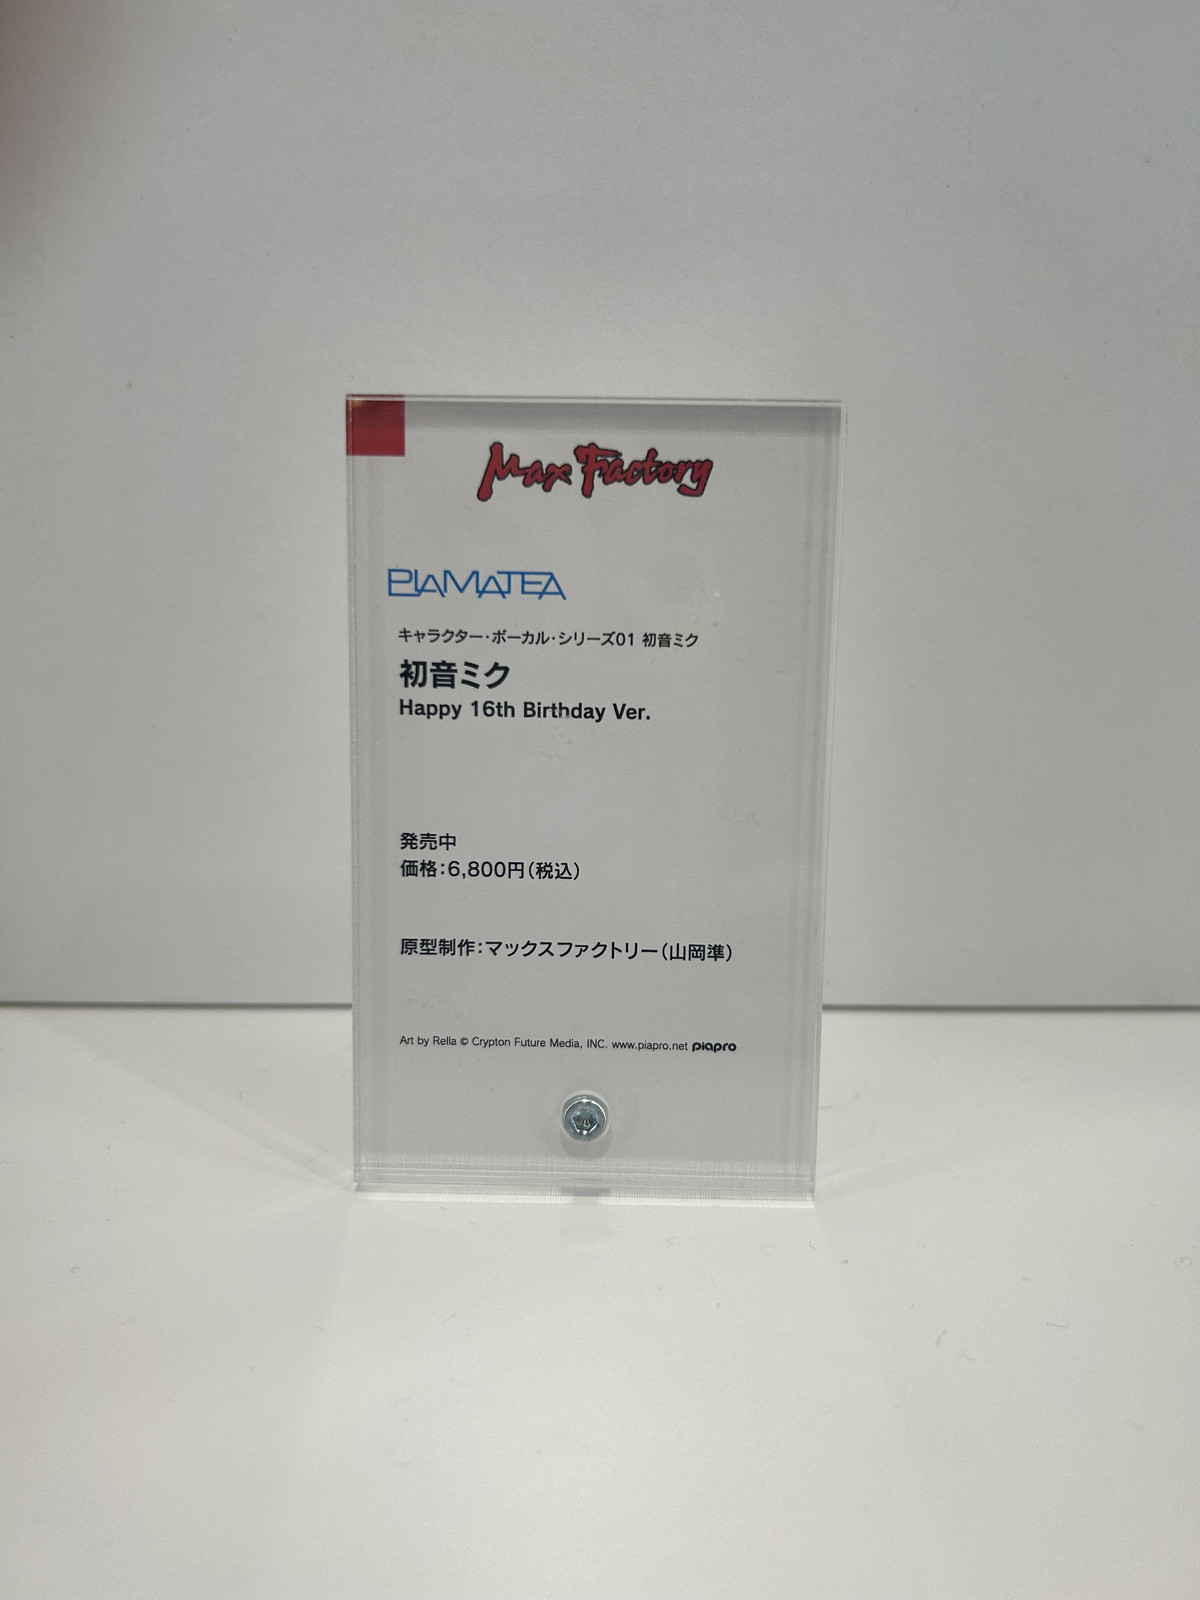 Max Factory
PLAMATEA
キャラクター・ボーカル・シリーズ01 初音ミク
初音ミク
Happy 16th Birthday Ver.
発売中
価格:6,800円(税込)
原型制作:マックスファクトリー(山岡準)
Art by Rella © Crypton Future Media, INC. www.piapro.net piapro